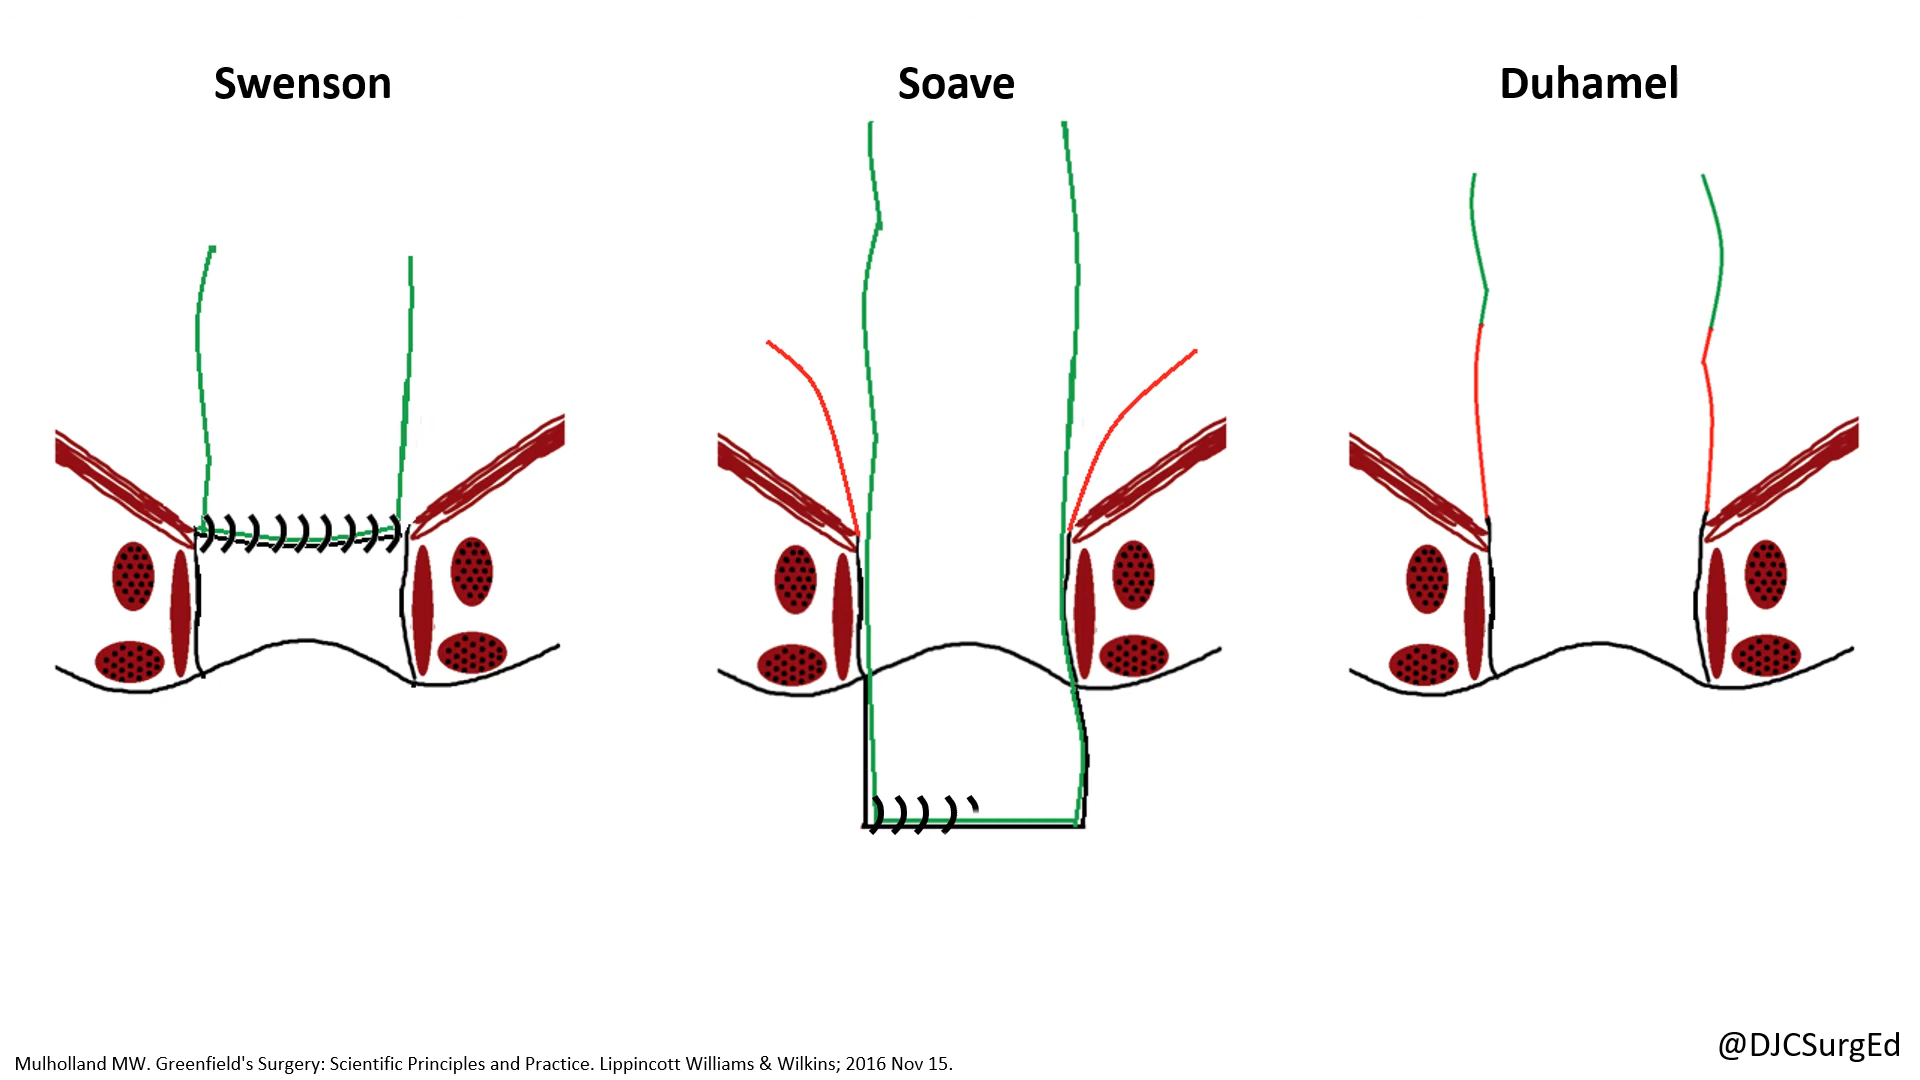 Swenson
Soave
Duhamel
@DJCSurgEd
Mulholland MW. Greenfield's Surgery: Scientific Principles and Practice. Lippincott Williams & Wilkins; 2016 Nov 15.